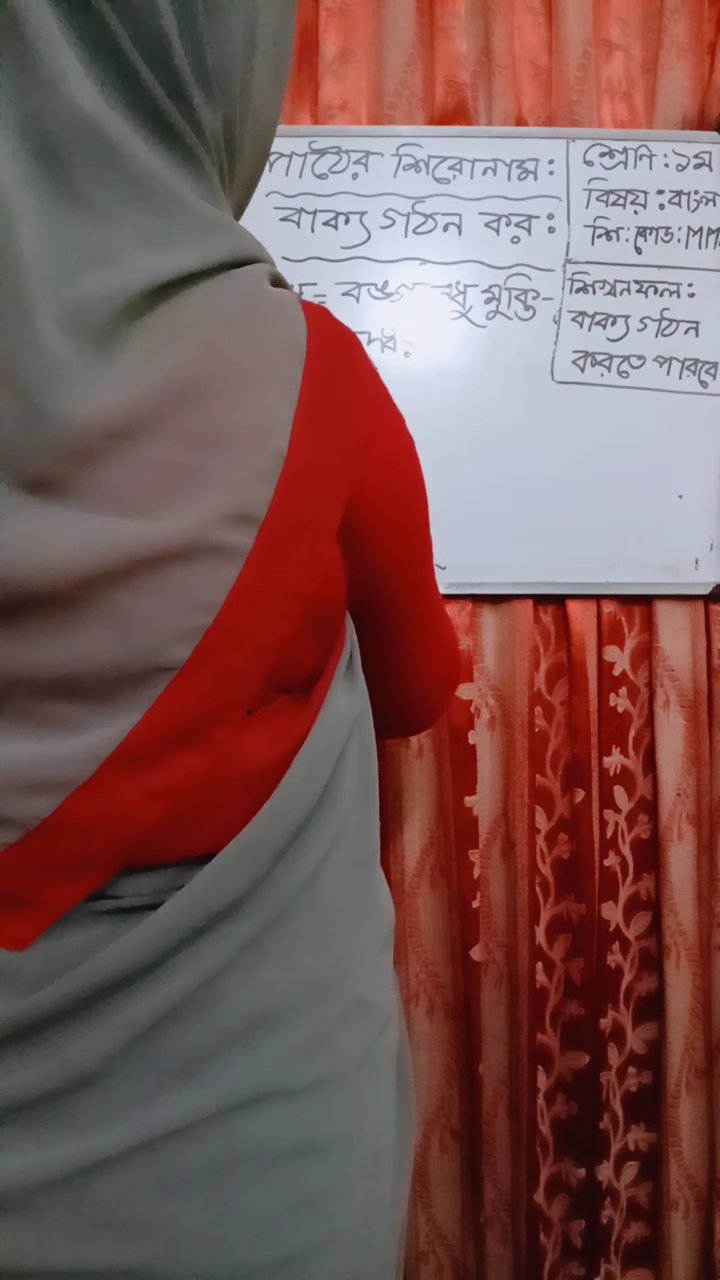 পাঠের শিরোনাম:
বাক্য গঠন কর:
মুক্তি-
শ্রেণি:১ম
বিষয়:বাংল
শি:কোড:
শিখনফল:
বাক্য গঠন
করতে পারবে